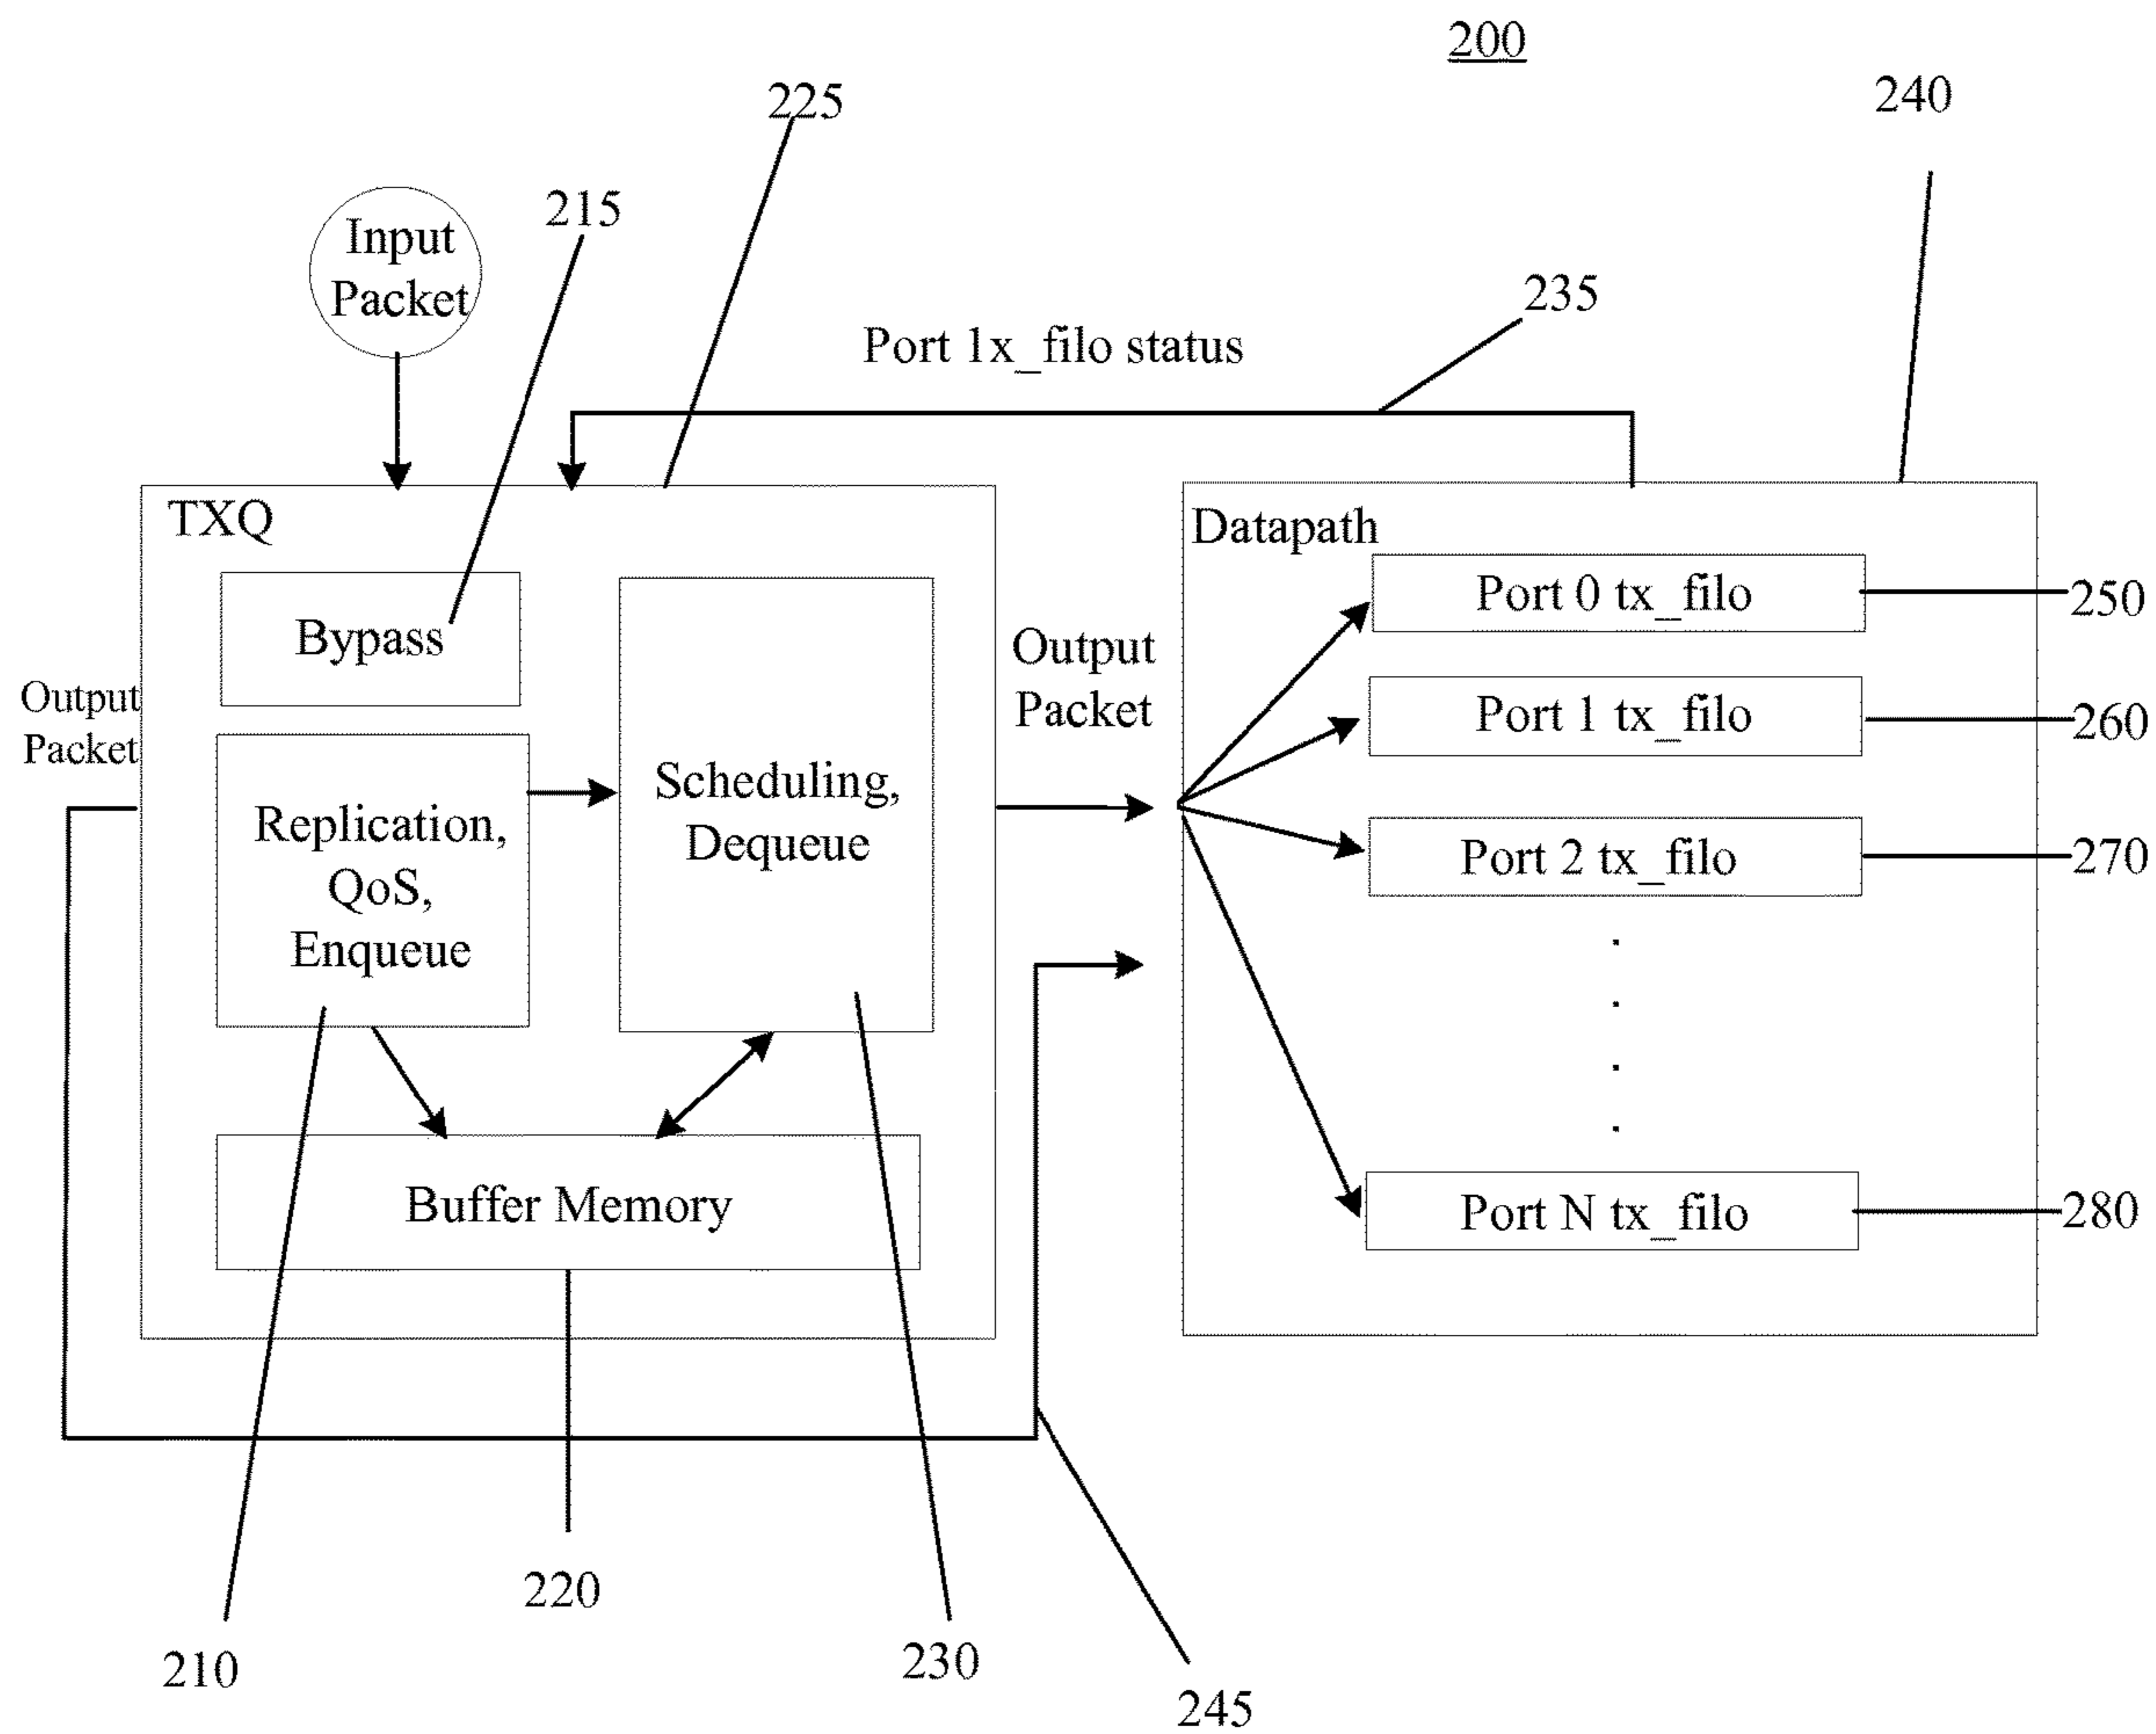 200
240
225
215
Input
Packet
235
Port 1x_filo status
TXQ
Datapath
Bypass
Output
Packet
Replication,
QoS,
Enqueue
Scheduling,
Dequeue
Buffer Memory
Output
Packet
Port 0 tx_filo
250
Port 1 tx_filo
260
Port 2 tx_filo
270
.
.
.
.
Port N tx_filo
280
220
210
230
245